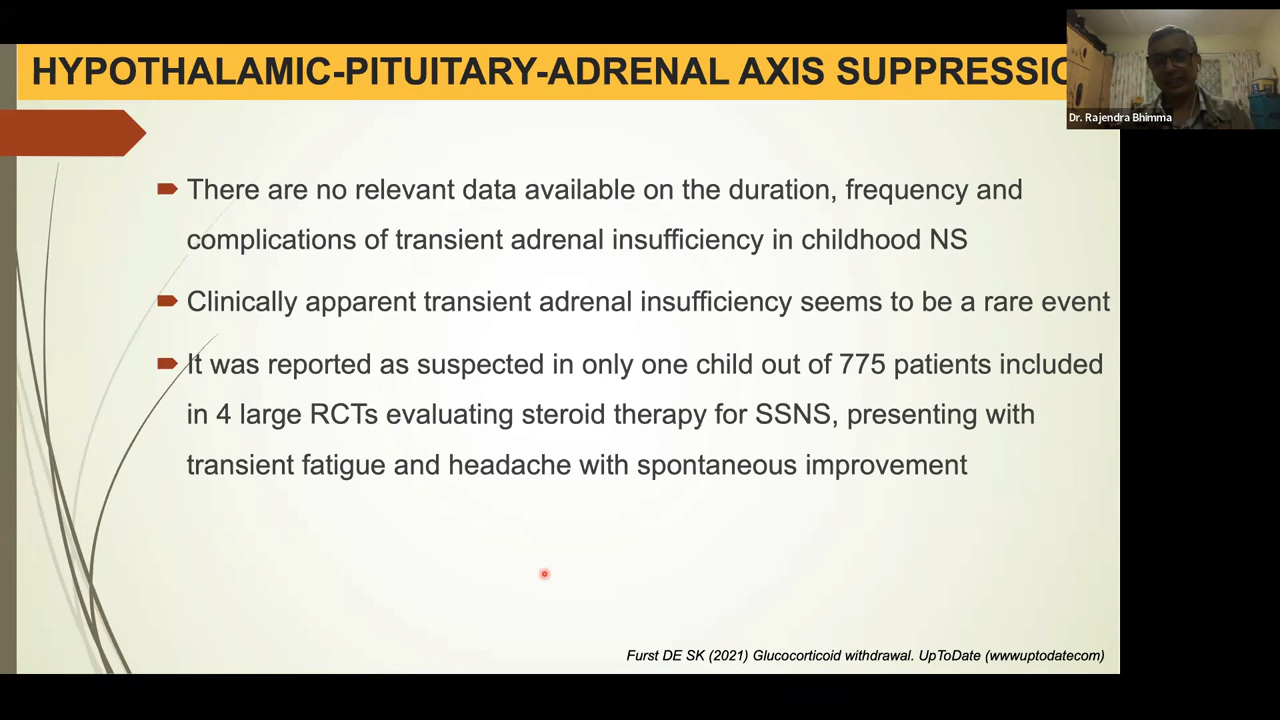 HYPOTHALAMIC-PITUITARY-ADRENAL AXIS SUPPRESSIO
Dr. Rajendra Bhimma
There are no relevant data available on the duration, frequency and
complications of transient adrenal insufficiency in childhood NS
Clinically apparent transient adrenal insufficiency seems to be a rare event
It was reported as suspected in only one child out of 775 patients included
in 4 large RCTs evaluating steroid therapy for SSNS, presenting with
transient fatigue and headache with spontaneous improvement
Furst DE SK (2021) Glucocorticoid withdrawal. UpToDate (wwwuptodatecom)